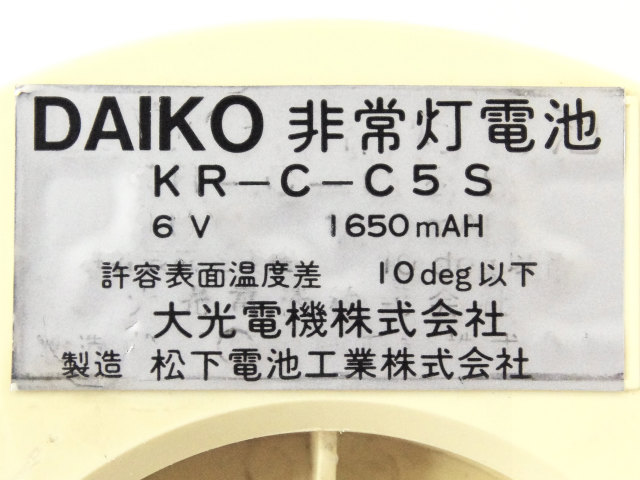 DAIKO 非常灯電池
KR-C-C5S
6V 1650mAH
許容表面温度差 10deg以下
大光電機株式会社
製造 松下電池工業株式会社